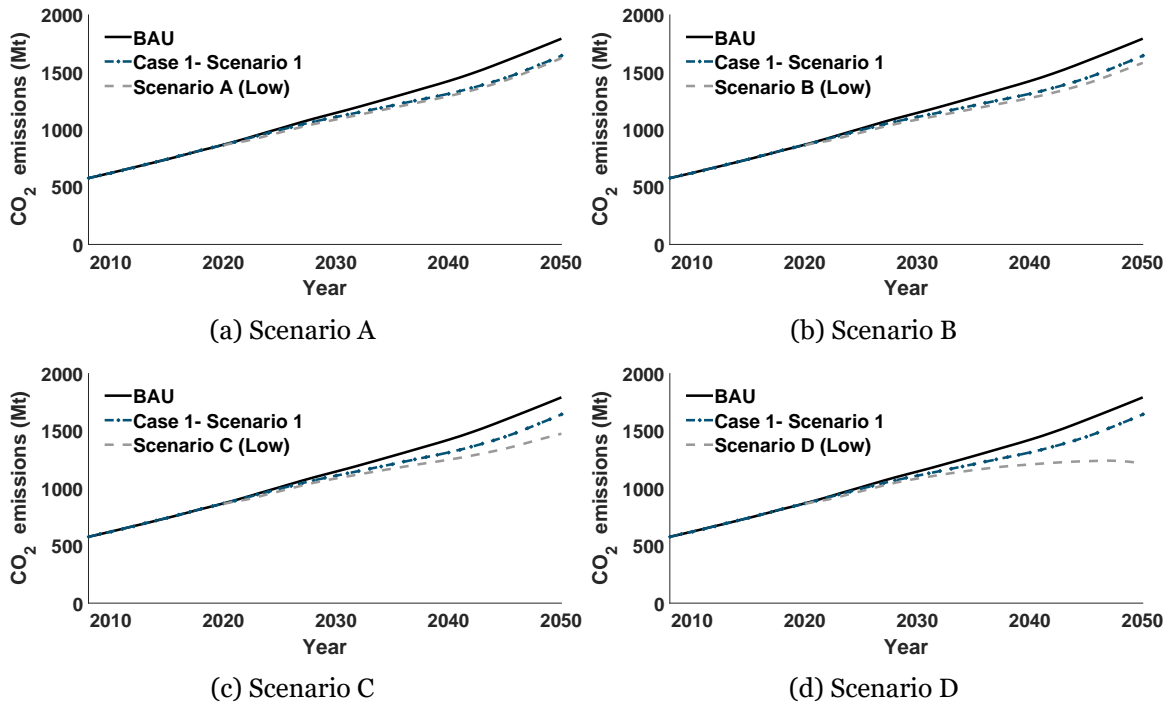 2000
1500
1000
500
0
CO2 emissions (Mt)
BAU
Case 1- Scenario 1
Scenario A (Low)
2010 2020 2030 2040 2050
Year
(a) Scenario A
2000
1500
1000
500
0
CO2 emissions (Mt)
BAU
Case 1- Scenario 1
Scenario B (Low)
2010 2020 2030 2040 2050
Year
(b) Scenario B
2000
1500
1000
500
0
CO2 emissions (Mt)
BAU
Case 1- Scenario 1
Scenario C (Low)
2010 2020 2030 2040 2050
Year
(c) Scenario C
2000
1500
1000
500
0
CO2 emissions (Mt)
BAU
Case 1- Scenario 1
Scenario D (Low)
2010 2020 2030 2040 2050
Year
(d) Scenario D